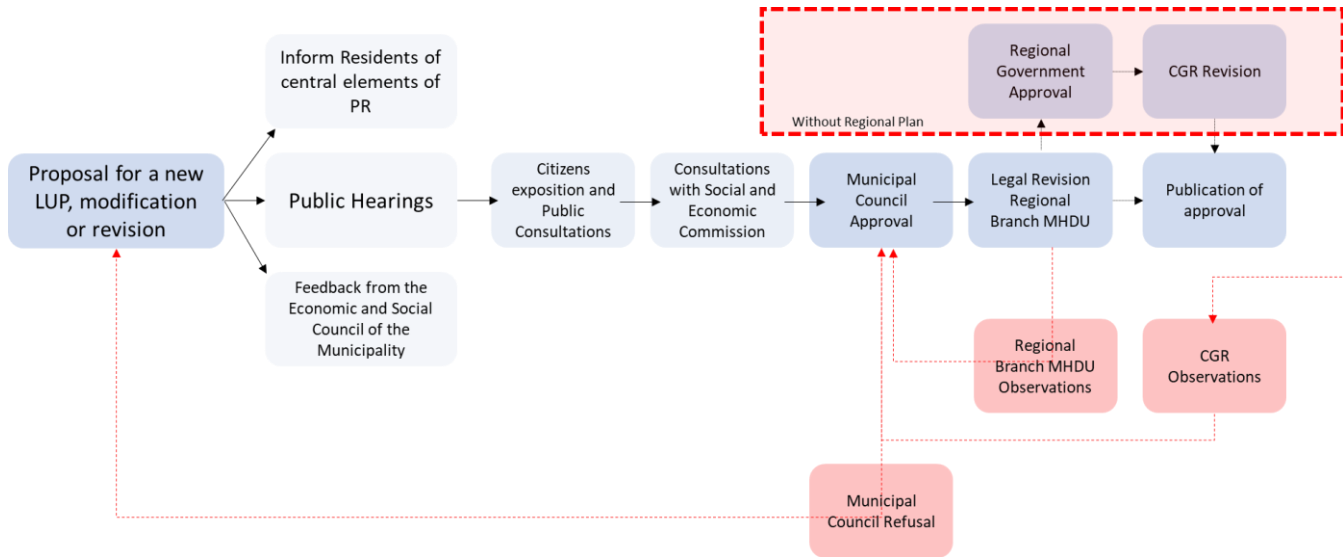 Inform Residents of
central elements of
PR
Regional
Government
Approval
CGR Revision
Without Regional Plan
Proposal for a new
LUP, modification
or revision
Public Hearings
Citizens
exposition and
Public
Consultations
Consultations
with Social and
Economic
Commission
Municipal
Council
Approval
Legal Revision
Regional
Branch MHDU
Publication of
approval
Feedback from the
Economic and Social
Council of the
Municipality
Regional
Branch MHDU
Observations
CGR
Observations
Municipal
Council Refusal